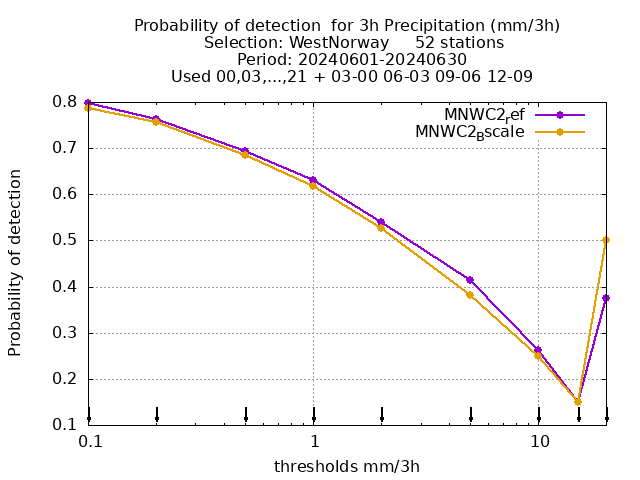 Probability of detection  for 3h Precipitation (mm/3h)
Selection: WestNorway     52 stations
Period: 20240601-20240630
Used 00,03,...,21 + 03-00 06-03 09-06 12-09
MNWC2ref
MNWC2Bscale
0.8
0.7
0.6
0.5
0.4
0.3
0.2
0.1
Probability of detection
0.1
1
10
thresholds mm/3h